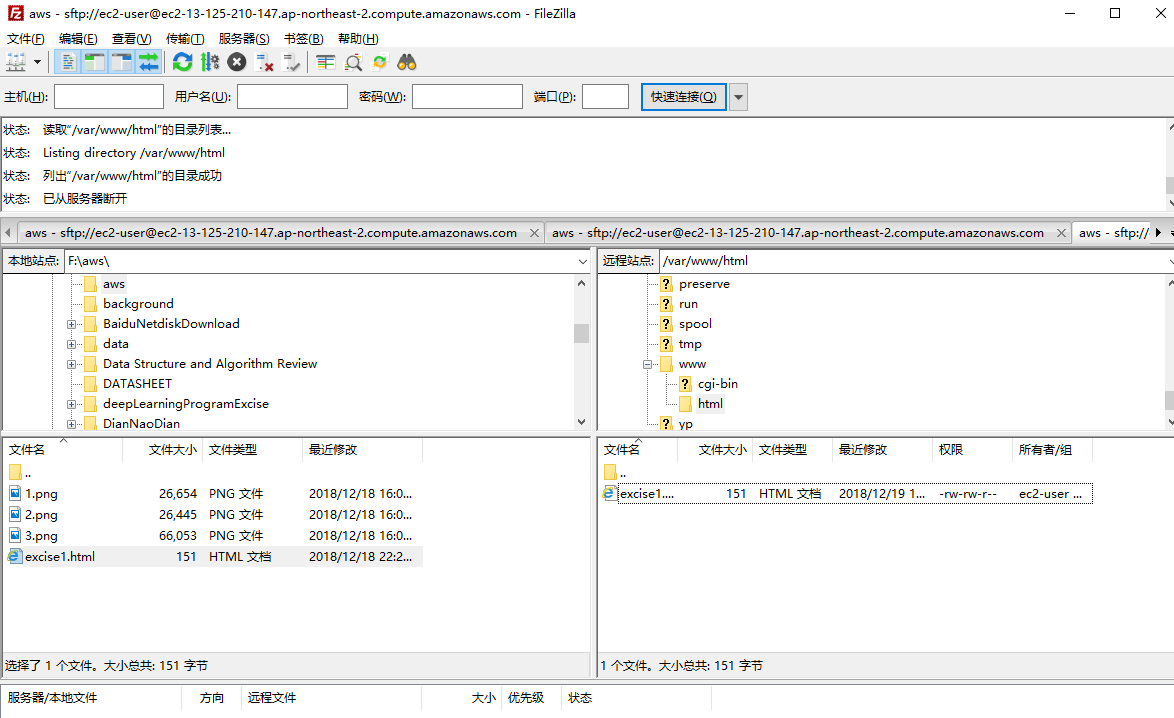 aws - sftp://ec2-user@ec2-13-125-210-147.ap-northeast-2.compute.amazonaws.com - FileZilla
文件(F) 编辑(E) 查看(V) 传输(T) 服务器(S) 书签(B) 帮助(H)
主机(H): 用户名(U): 密码(W): 端口(P): 快速连接(Q)
状态: 读取“/var/www/html”的目录列表...
状态: Listing directory /var/www/html
状态: 列出“/var/www/html”的目录成功
状态: 已从服务器断开
aws - sftp://ec2-user@ec2-13-125-210-147.ap-northeast-2.compute.amazonaws.com aws - sftp://ec2-user@ec2-13-125-210-147.ap-northeast-2.compute.amazonaws.com aws - sftp://
本地站点: F:\aws\
aws
background
BaiduNetdiskDownload
data
Data Structure and Algorithm Review
DATASHEET
deepLearningProgramExcise
DianNaoDian
文件名 文件大小 文件类型 最近修改
..
1.png 26,654 PNG 文件 2018/12/18 16:0...
2.png 26,445 PNG 文件 2018/12/18 16:0...
3.png 66,053 PNG 文件 2018/12/18 16:0...
excise1.html 151 HTML 文档 2018/12/18 22:2...
选择了 1 个文件。大小总共: 151 字节
远程站点: /var/www/html
preserve
run
spool
tmp
www
cgi-bin
html
yp
文件名 文件大小 文件类型 最近修改 权限 所有者/组
..
excise1.... 151 HTML 文档 2018/12/19 1... -rw-rw-r-- ec2-user ...
1 个文件。大小总共: 151 字节
服务器/本地文件 方向 远程文件 大小 优先级 状态